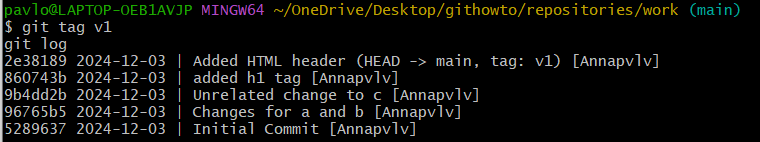 pavlo@LAPTOP-OEB1AVJP MINGW64 ~/OneDrive/Desktop/githowto/repositories/work (main)
$ git tag v1
git log
2e38189 2024-12-03 | Added HTML header (HEAD -> main, tag: v1) [Annapvlv]
860743b 2024-12-03 | added h1 tag [Annapvlv]
9b4dd2b 2024-12-03 | Unrelated change to c [Annapvlv]
96765b5 2024-12-03 | Changes for a and b [Annapvlv]
5289637 2024-12-03 | Initial Commit [Annapvlv]